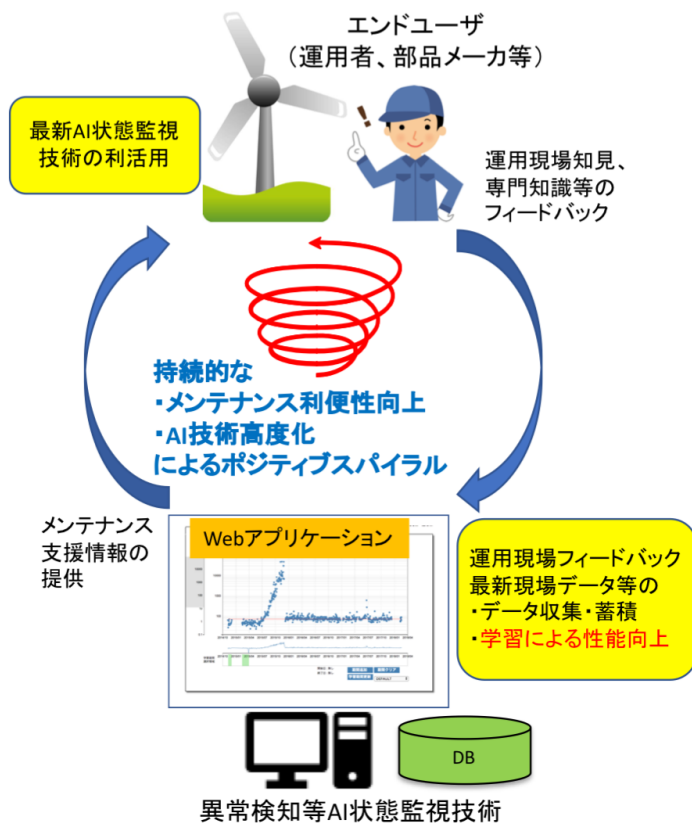 エンドユーザ
（運用者、部品メーカ等）
最新AI状態監視
技術の利活用
運用現場知見、
専門知識等の
フィードバック
持続的な
・メンテナンス利便性向上
・AI技術高度化
によるポジティブスパイラル
メンテナンス
支援情報の
提供
Webアプリケーション
運用現場フィードバック
最新現場データ等の
・データ収集・蓄積
・学習による性能向上
DB
異常検知等AI状態監視技術